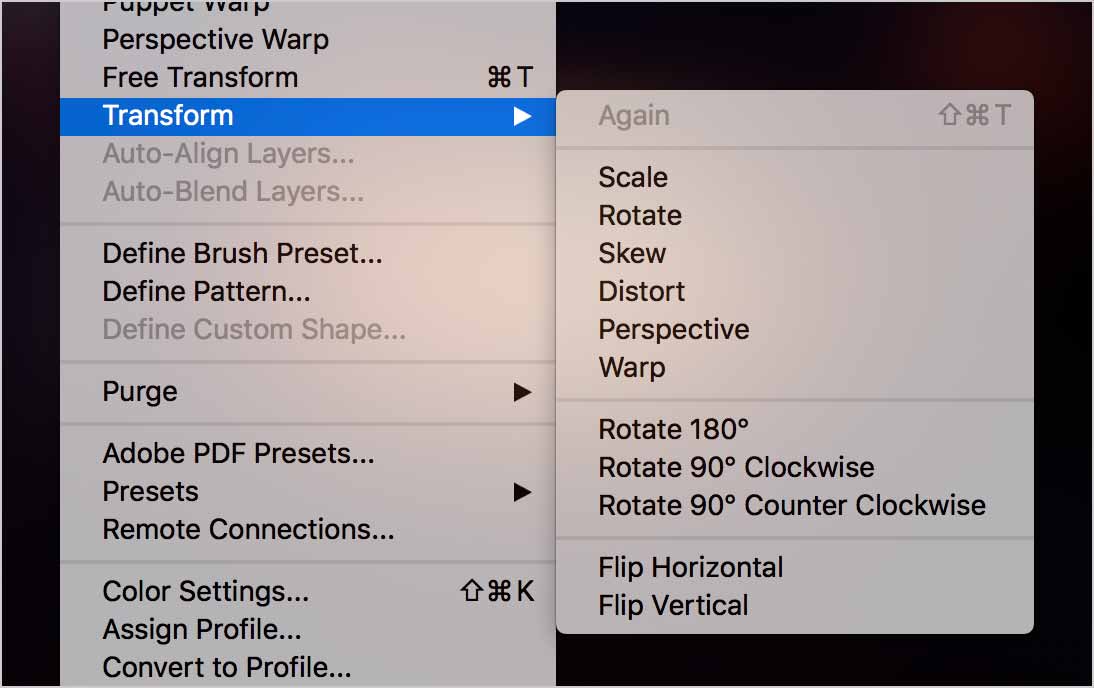 Puppet Warp
Perspective Warp
Free Transform ⌘T
Transform ▶
Auto-Align Layers...
Auto-Blend Layers...
Define Brush Preset...
Define Pattern...
Define Custom Shape...
Purge ▶
Adobe PDF Presets...
Presets ▶
Remote Connections...
Color Settings... ⇧⌘K
Assign Profile...
Convert to Profile...
Again ⇧⌘T
Scale
Rotate
Skew
Distort
Perspective
Warp
Rotate 180°
Rotate 90° Clockwise
Rotate 90° Counter Clockwise
Flip Horizontal
Flip Vertical